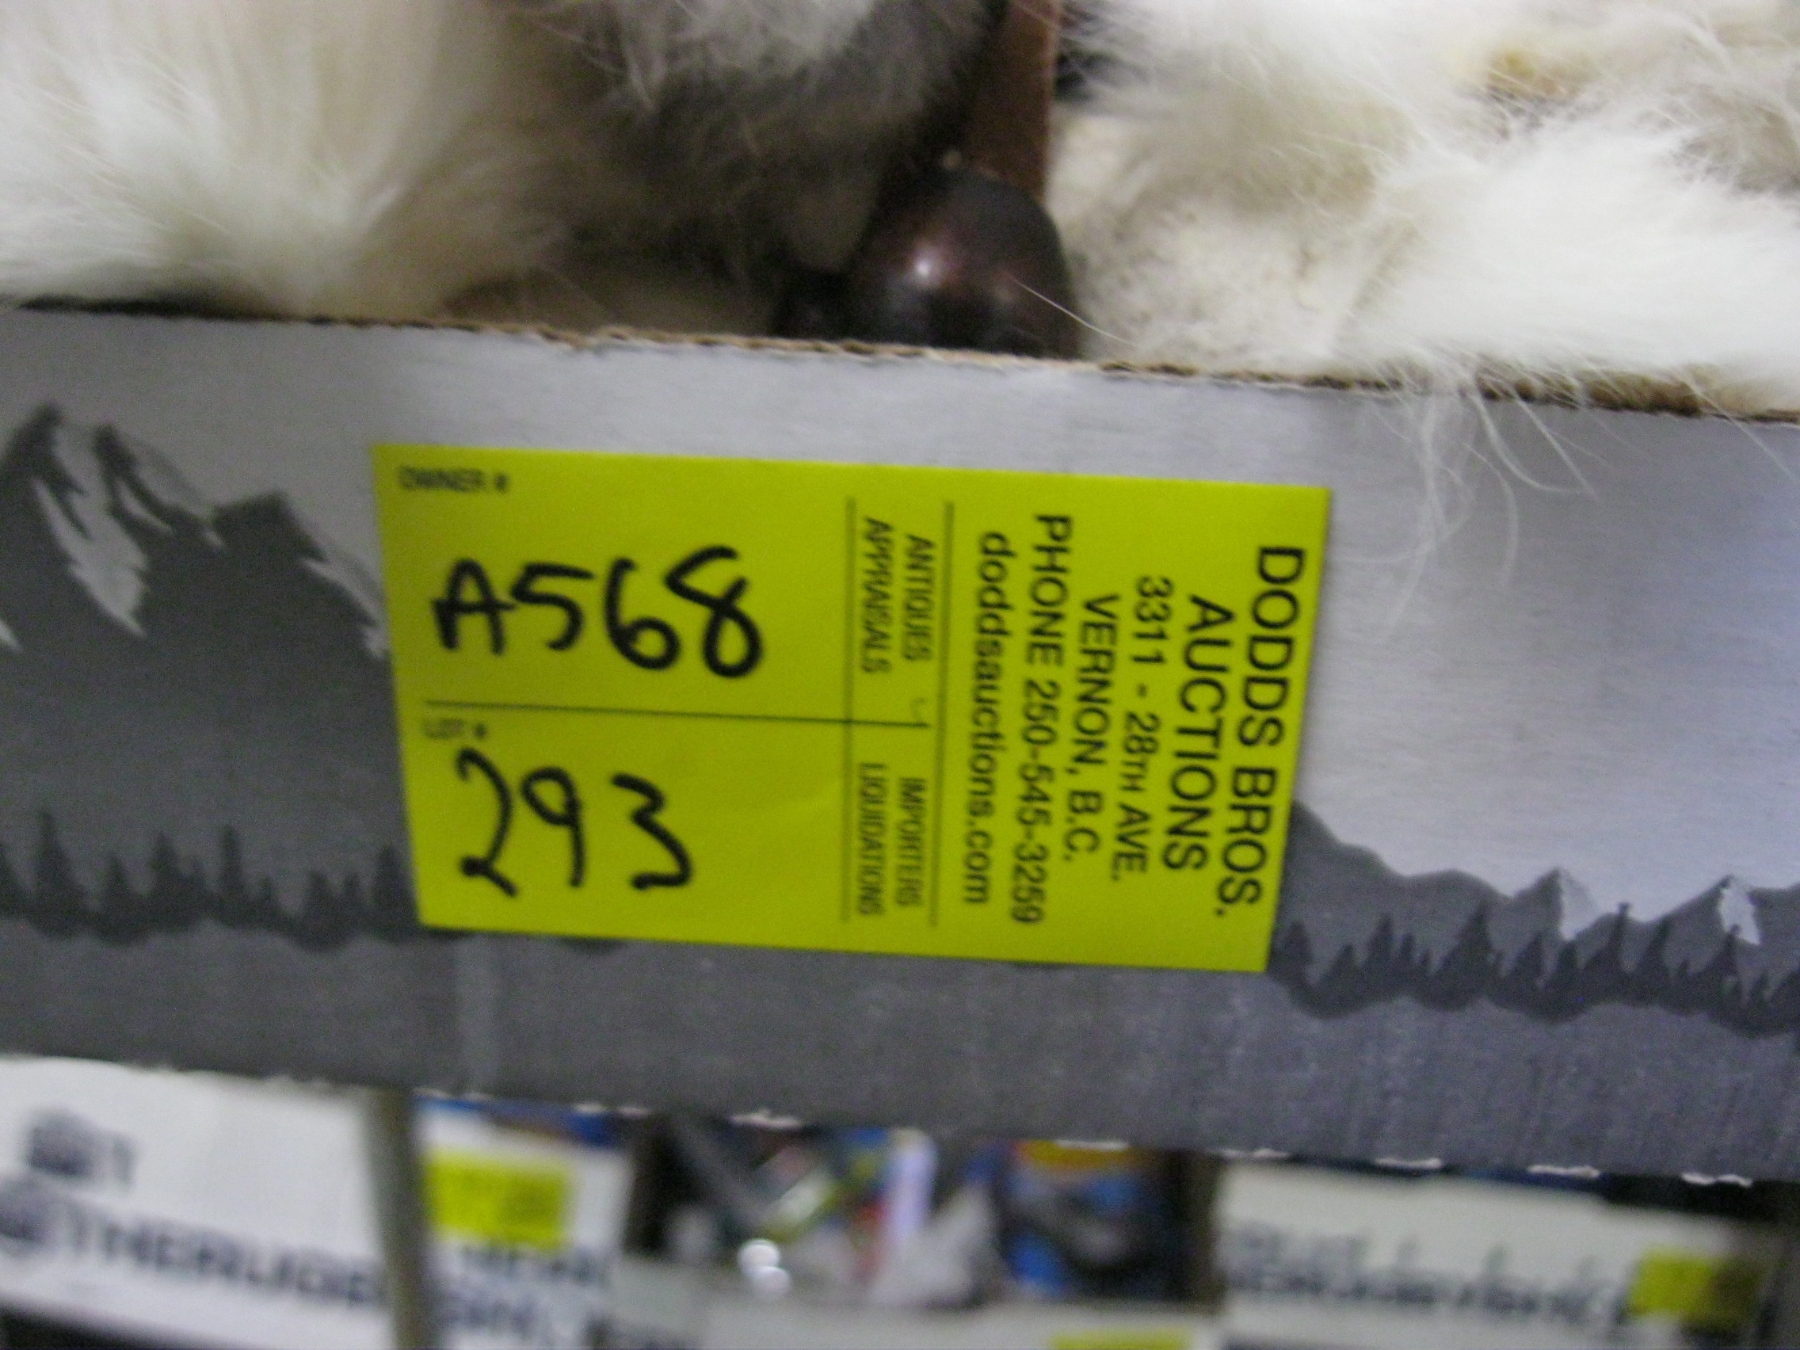 OWNER #
A568
LOT #
293
ANTIQUES
APPRAISALS
IMPORTERS
LIQUIDATIONS
DODDS BROS.
AUCTIONS
3311 - 28TH AVE.
VERNON, B.C.
PHONE 250-545-3259
doddsauctions.com